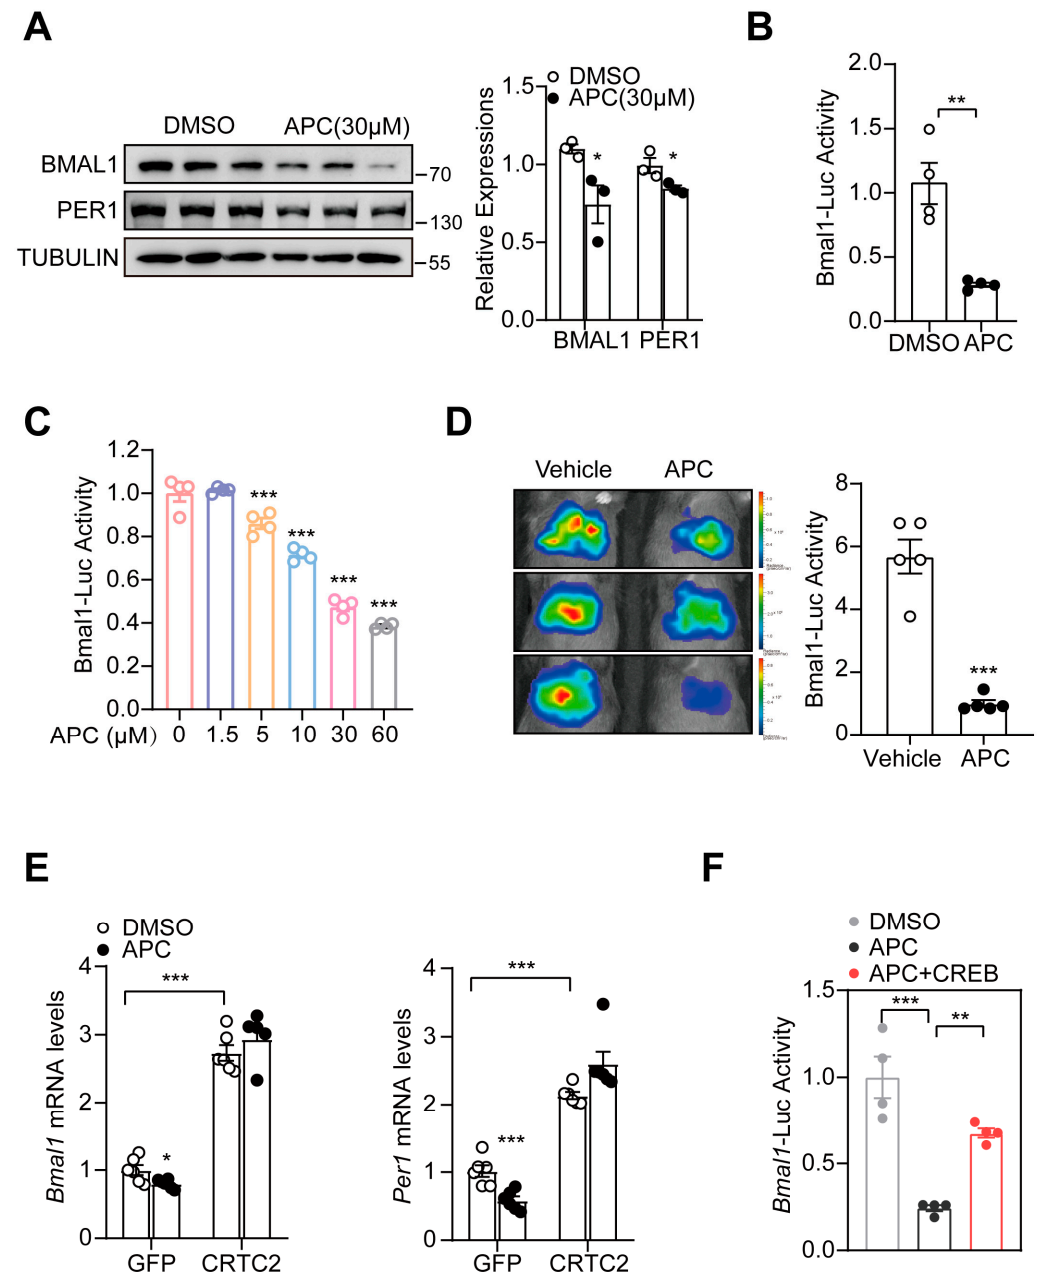 A
DMSO APC(30μM)
BMAL1
70
PER1
130
TUBULIN
55
Relative Expressions
DMSO
APC(30μM)
1.5
1.0
0.5
0.0
* *
BMAL1 PER1
B
Bmal1-Luc Activity
2.0
1.5
1.0
0.5
0.0
**
DMSO APC
C
Bmal1-Luc Activity
1.2
1.0
0.8
0.6
0.4
0.2
0.0
***
***
***
***
APC (μM) 0 1.5 5 10 30 60
D
Vehicle APC
Bmal1-Luc Activity
8
6
4
2
0
***
Vehicle APC
E
DMSO
APC
Bmal1 mRNA levels
4
3
2
1
0
***
*
GFP CRTC2
Per1 mRNA levels
4
3
2
1
0
***
***
GFP CRTC2
F
DMSO
APC
APC+CREB
Bmal1-Luc Activity
1.5
1.0
0.5
0.0
***
**